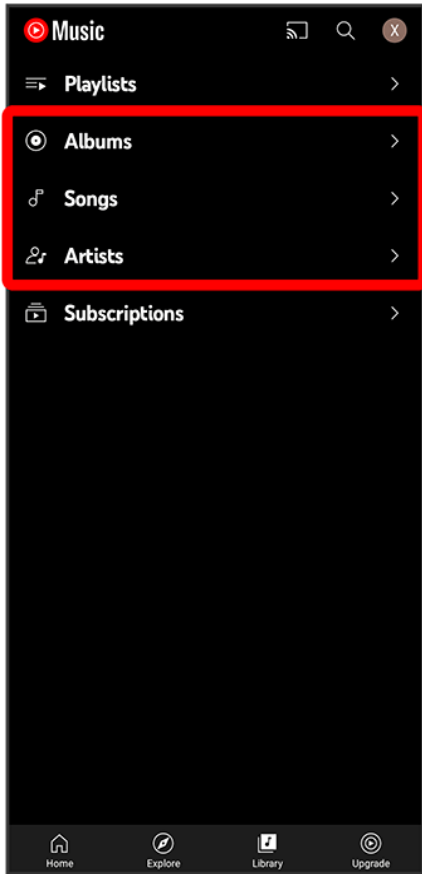 Music
X
Playlists
Albums
Songs
Artists
Subscriptions
Home Explore Library Upgrade